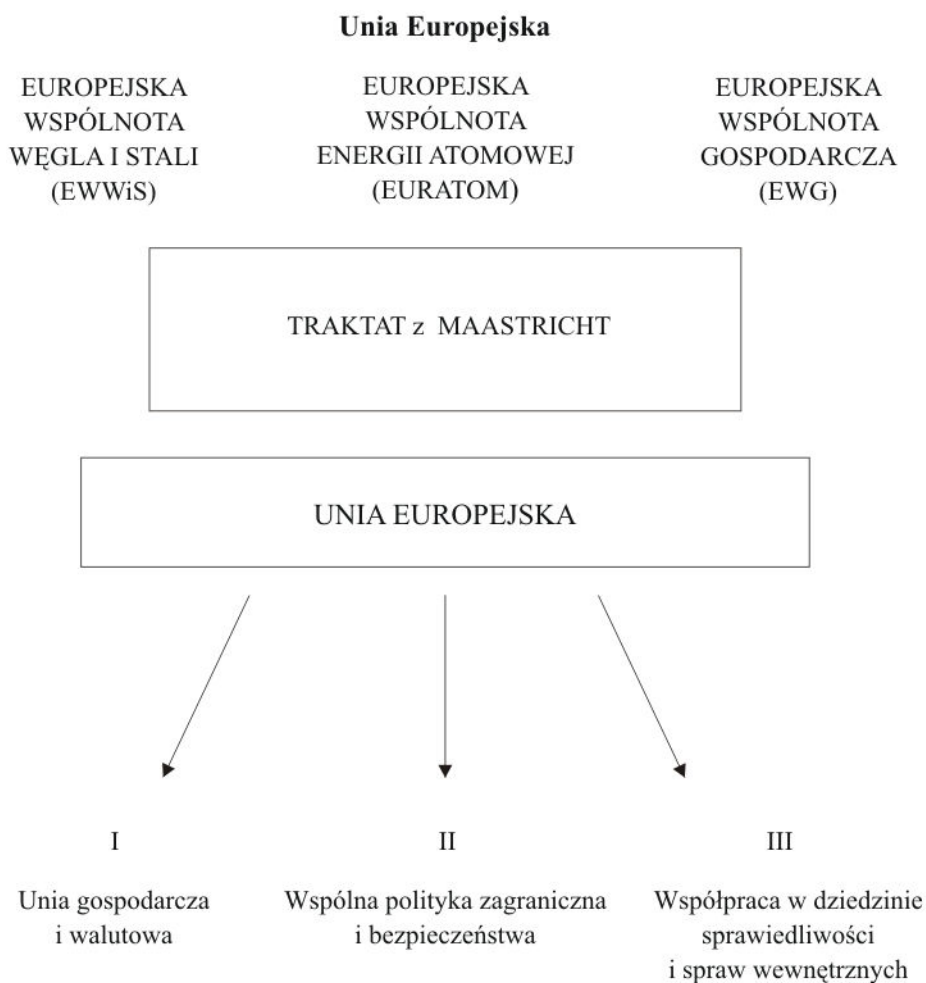 Unia Europejska
EUROPEJSKA
WSPÓLNOTA
WĘGLA I STALI
(EWWiS)
EUROPEJSKA
WSPÓLNOTA
ENERGII ATOMOWEJ
(EURATOM)
EUROPEJSKA
WSPÓLNOTA
GOSPODARCZA
(EWG)
TRAKTAT z MAASTRICHT
UNIA EUROPEJSKA
I
Unia gospodarcza
i walutowa
II
Wspólna polityka zagraniczna
i bezpieczeństwa
III
Współpraca w dziedzinie
sprawiedliwości
i spraw wewnętrznych